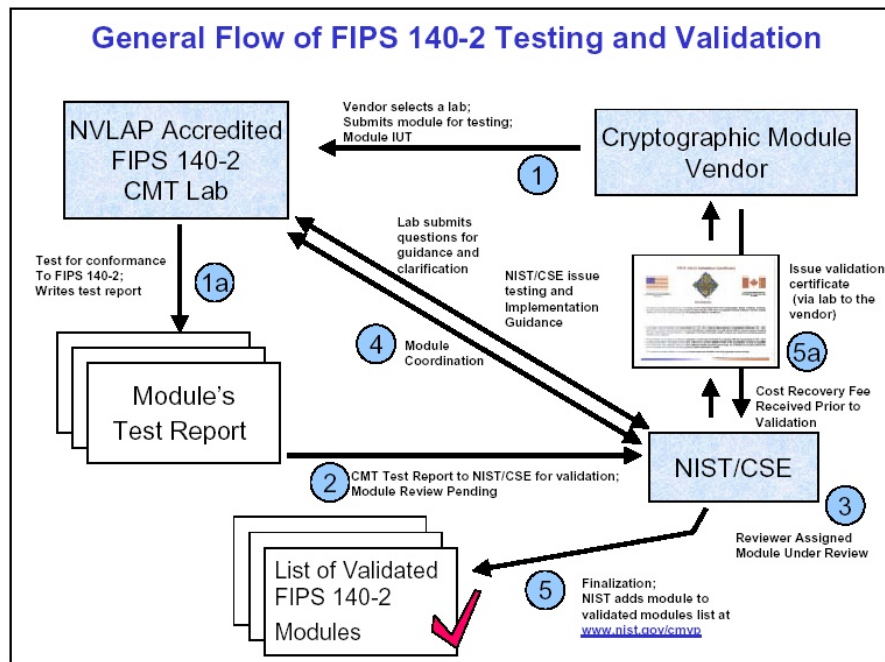 General Flow of FIPS 140-2 Testing and Validation
NVLAP Accredited
FIPS 140-2
CMT Lab
Vendor selects a lab;
Submits module for testing;
Module IUT
1
Cryptographic Module
Vendor
Test for conformance
To FIPS 140-2;
Writes test report
1a
Lab submits
questions for
guidance and
clarification
NIST/CSE issue
testing and
Implementation
Guidance
4
Module
Coordination
Issue validation
certificate
(via lab to the
vendor)
5a
Cost Recovery Fee
Received Prior to
Validation
Module's
Test Report
2
CMT Test Report to NIST/CSE for validation;
Module Review Pending
NIST/CSE
3
Reviewer Assigned
Module Under Review
List of Validated
FIPS 140-2
Modules
5
Finalization;
NIST adds module to
validated modules list at
www.nist.gov/cmvp